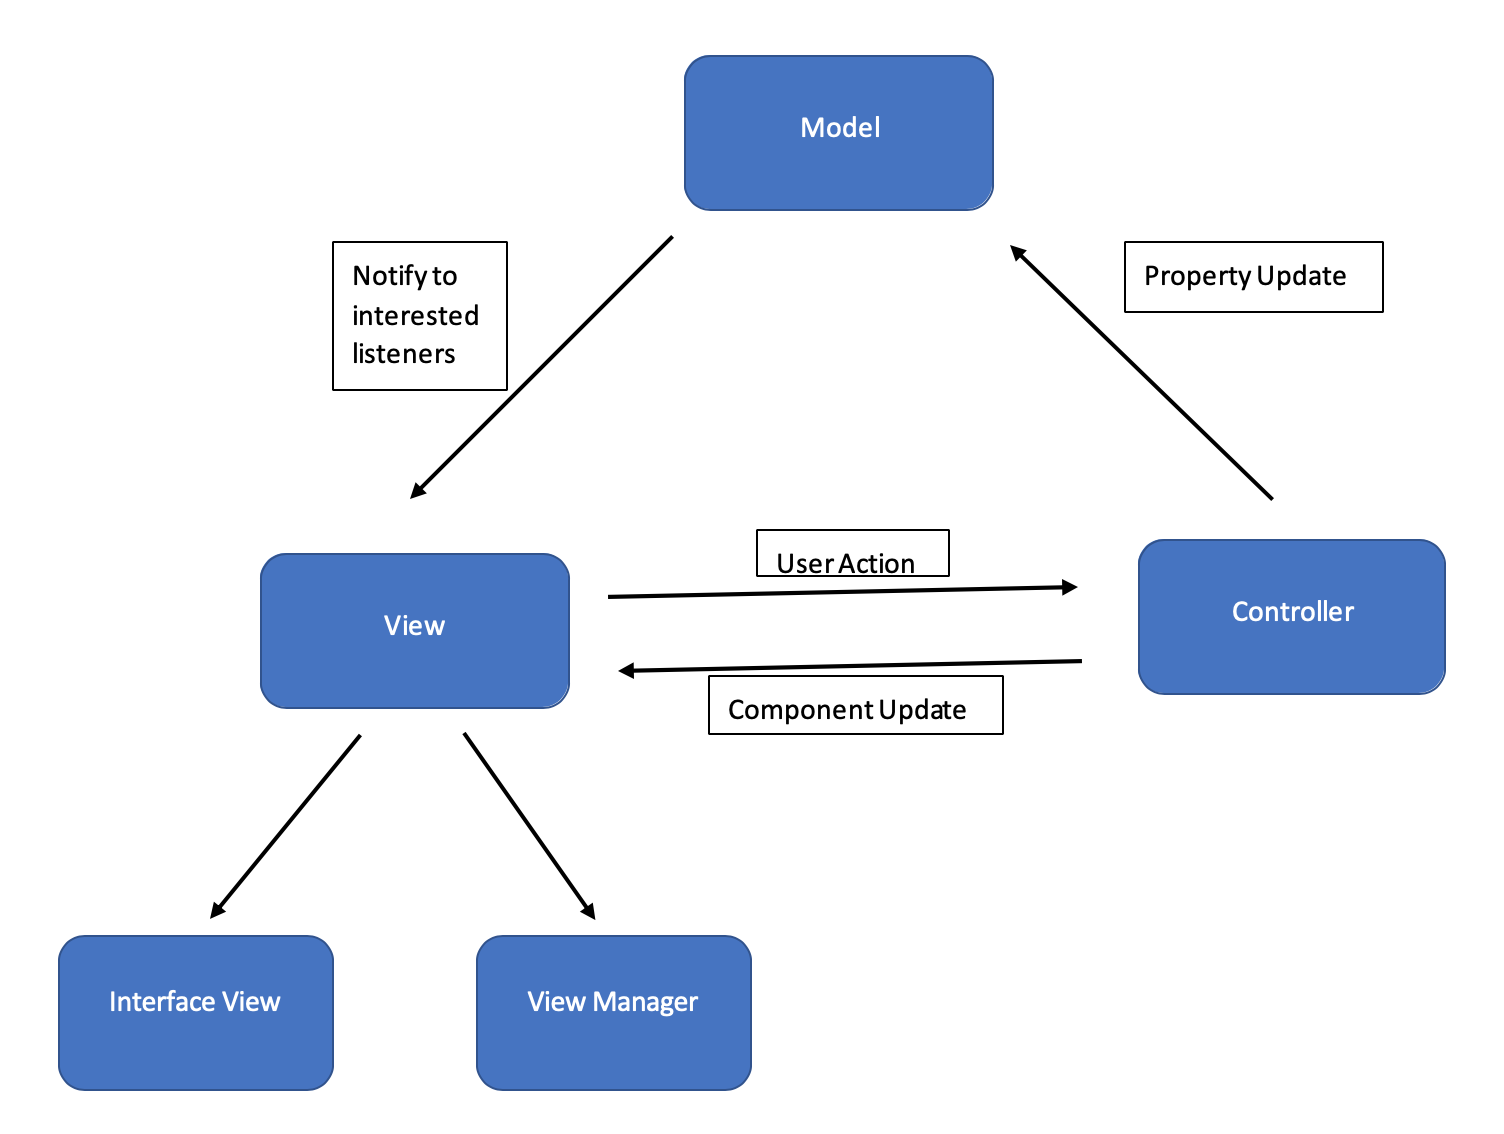 Model
Notify to
interested
listeners
Property Update
User Action
View
Controller
Component Update
Interface View
View Manager